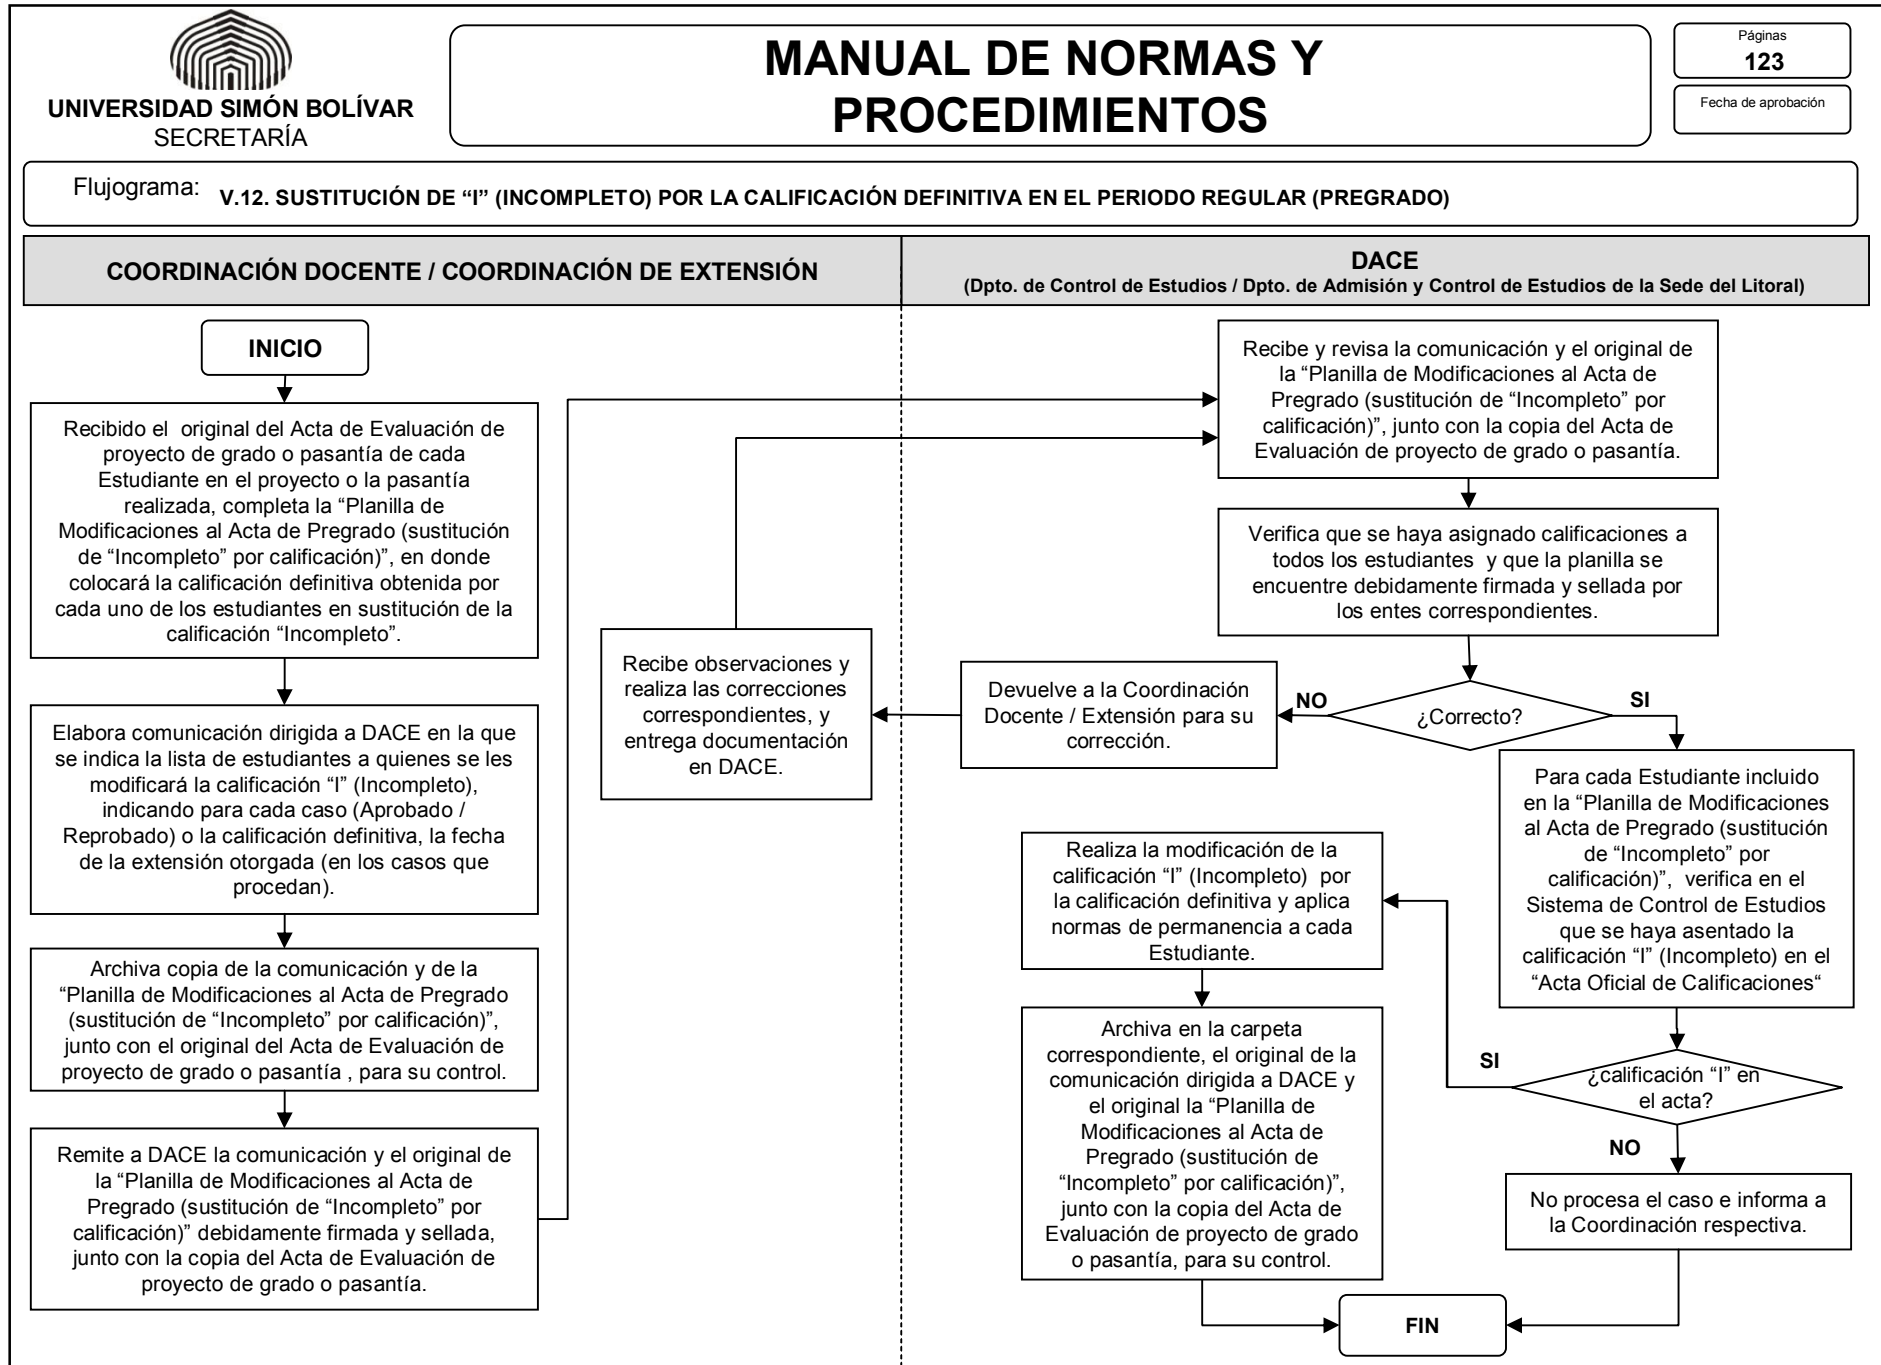 UNIVERSIDAD SIMÓN BOLÍVAR
SECRETARÍA
MANUAL DE NORMAS Y
PROCEDIMIENTOS
Páginas
123
Fecha de aprobación
Flujograma: V.12. SUSTITUCIÓN DE “I” (INCOMPLETO) POR LA CALIFICACIÓN DEFINITIVA EN EL PERIODO REGULAR (PREGRADO)
COORDINACIÓN DOCENTE / COORDINACIÓN DE EXTENSIÓN
DACE
(Dpto. de Control de Estudios / Dpto. de Admisión y Control de Estudios de la Sede del Litoral)
INICIO
Recibido el original del Acta de Evaluación de
proyecto de grado o pasantía de cada
Estudiante en el proyecto o la pasantía
realizada, completa la “Planilla de
Modificaciones al Acta de Pregrado (sustitución
de “Incompleto” por calificación)”, en donde
colocará la calificación definitiva obtenida por
cada uno de los estudiantes en sustitución de la
calificación “Incompleto”.
Elabora comunicación dirigida a DACE en la que
se indica la lista de estudiantes a quienes se les
modificará la calificación “I” (Incompleto),
indicando para cada caso (Aprobado /
Reprobado) o la calificación definitiva, la fecha
de la extensión otorgada (en los casos que
procedan).
Archiva copia de la comunicación y de la
“Planilla de Modificaciones al Acta de Pregrado
(sustitución de “Incompleto” por calificación)”,
junto con el original del Acta de Evaluación de
proyecto de grado o pasantía , para su control.
Remite a DACE la comunicación y el original de
la “Planilla de Modificaciones al Acta de
Pregrado (sustitución de “Incompleto” por
calificación)” debidamente firmada y sellada,
junto con la copia del Acta de Evaluación de
proyecto de grado o pasantía.
Recibe observaciones y
realiza las correcciones
correspondientes, y
entrega documentación
en DACE.
Recibe y revisa la comunicación y el original de
la “Planilla de Modificaciones al Acta de
Pregrado (sustitución de “Incompleto” por
calificación)”, junto con la copia del Acta de
Evaluación de proyecto de grado o pasantía.
Verifica que se haya asignado calificaciones a
todos los estudiantes y que la planilla se
encuentre debidamente firmada y sellada por
los entes correspondientes.
¿Correcto?
NO
SI
Devuelve a la Coordinación
Docente / Extensión para su
corrección.
Para cada Estudiante incluido
en la “Planilla de Modificaciones
al Acta de Pregrado (sustitución
de “Incompleto” por
calificación)”, verifica en el
Sistema de Control de Estudios
que se haya asentado la
calificación “I” (Incompleto) en el
“Acta Oficial de Calificaciones“
¿calificación “I” en
el acta?
SI
NO
Realiza la modificación de la
calificación “I” (Incompleto) por
la calificación definitiva y aplica
normas de permanencia a cada
Estudiante.
Archiva en la carpeta
correspondiente, el original de la
comunicación dirigida a DACE y
el original la “Planilla de
Modificaciones al Acta de
Pregrado (sustitución de
“Incompleto” por calificación)”,
junto con la copia del Acta de
Evaluación de proyecto de grado
o pasantía, para su control.
No procesa el caso e informa a
la Coordinación respectiva.
FIN